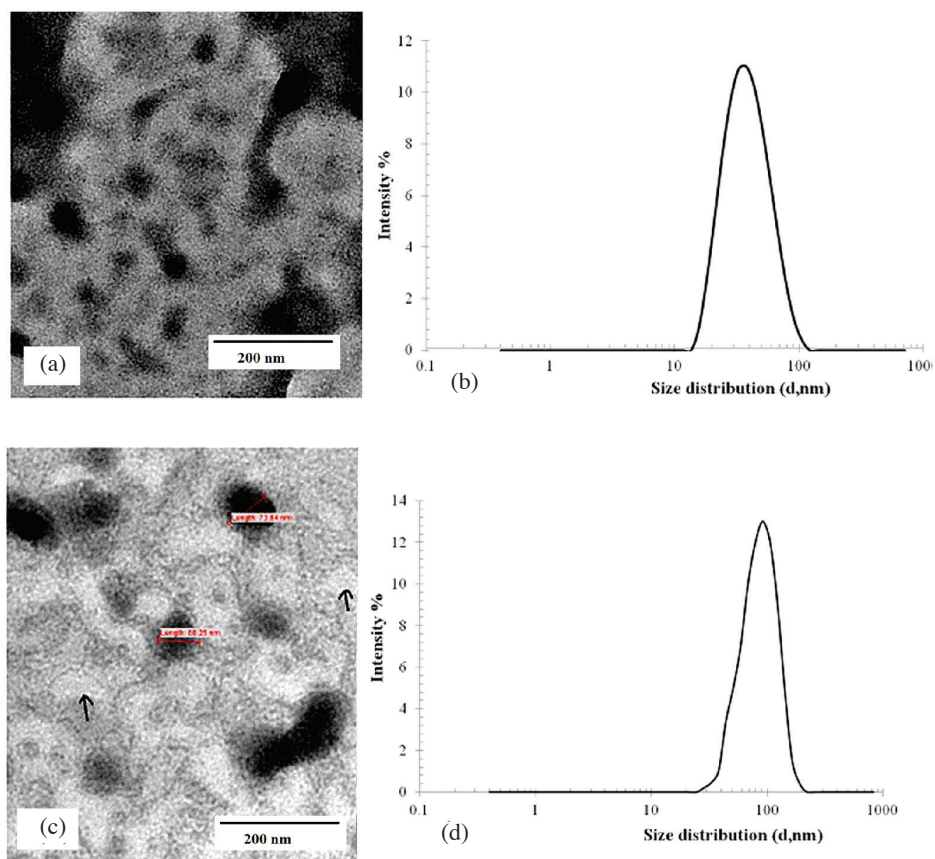 (a)
200 nm
12
10
8
6
4
2
0
0.1
1
10
100
1000
Intensity %
Size distribution (d,nm)
(b)
Length: 73.84 nm
Length: 68.25 nm
(c)
200 nm
14
12
10
8
6
4
2
0
0.1
1
10
100
1000
Intensity %
Size distribution (d,nm)
(d)